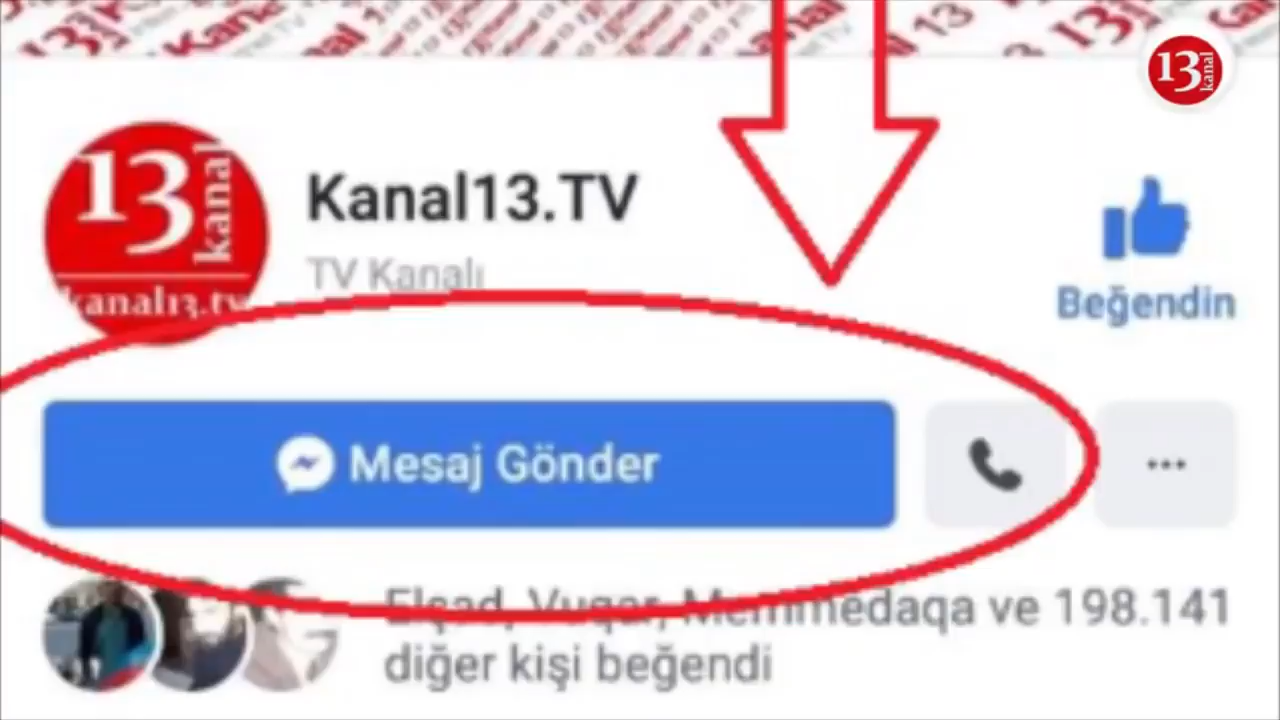 13 kanal
13 kanal
kanal13.tv
Kanal13.TV
TV Kanalı
Beğendin
Mesaj Gönder
Elşad, Vuqar, Memmedaqa ve 198.141
diğer kişi beğendi